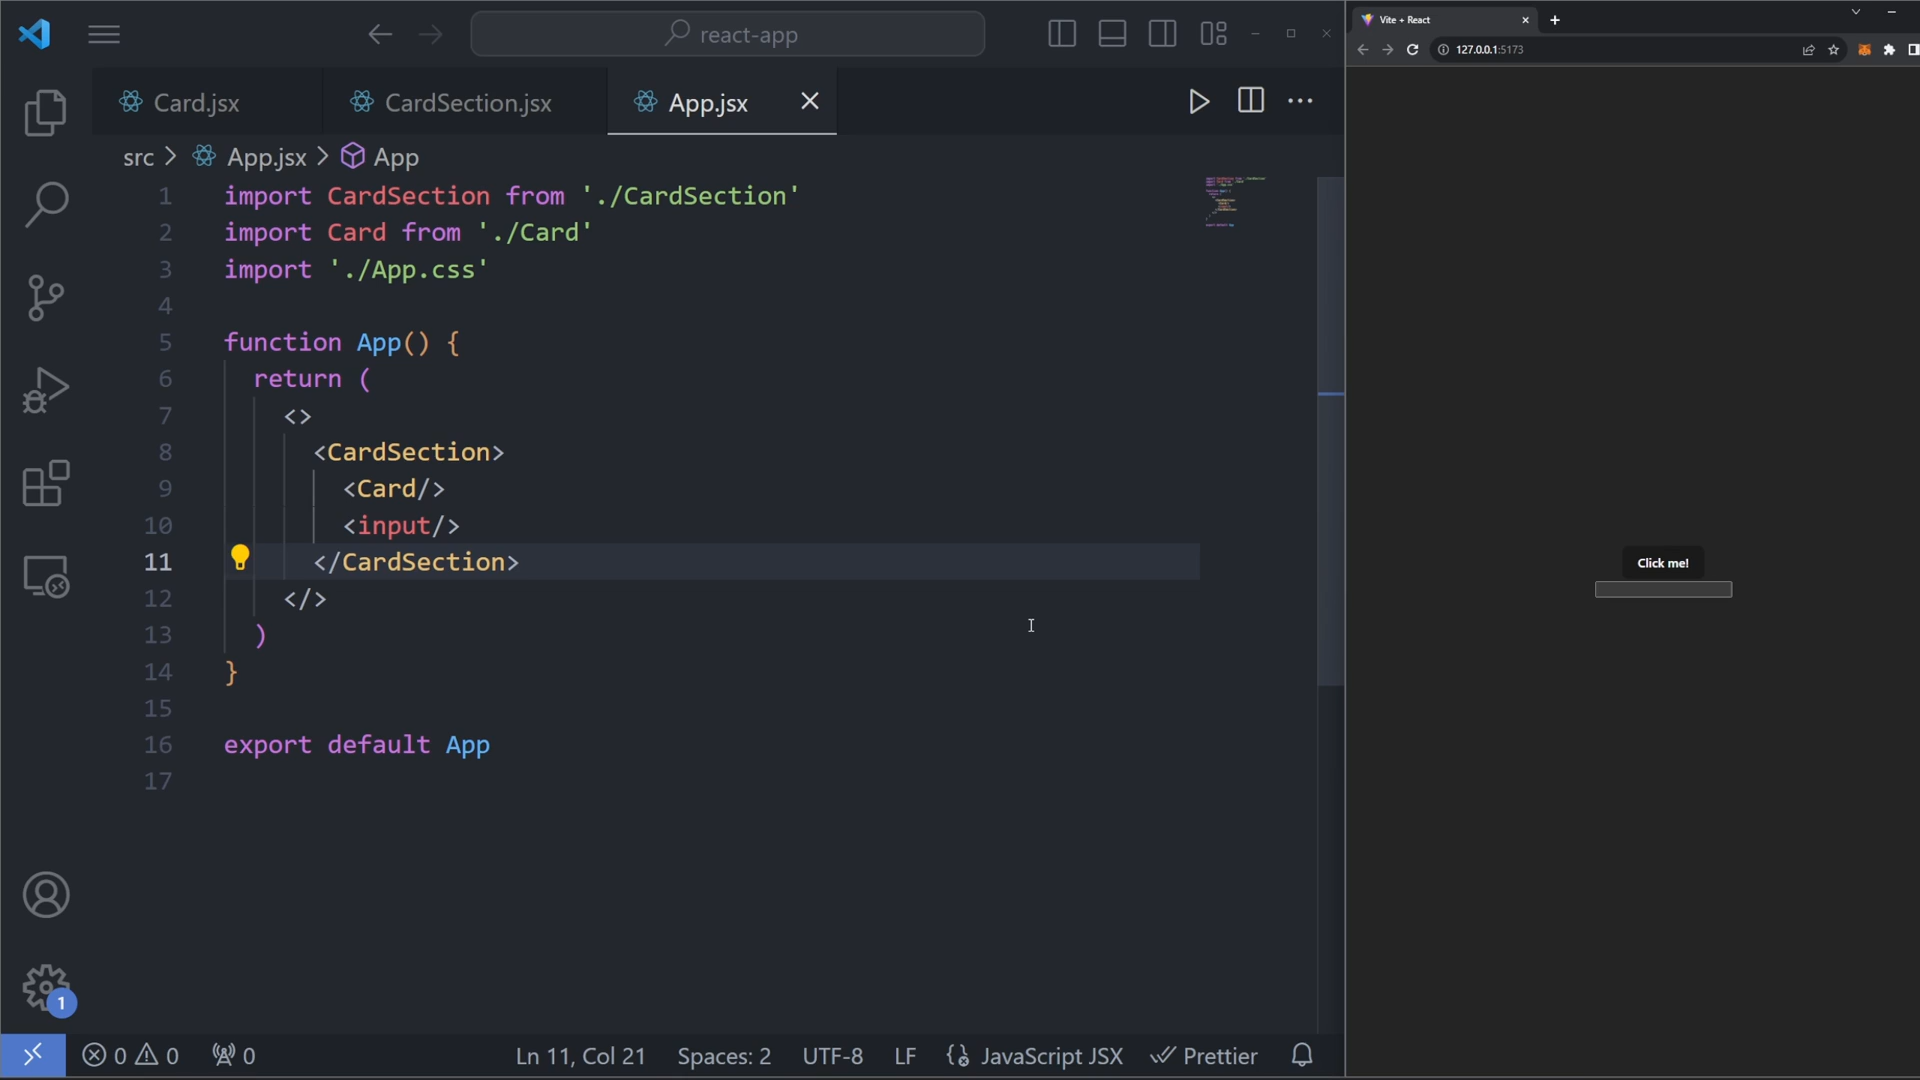 react-app
Card.jsx
CardSection.jsx
App.jsx
src > App.jsx > App
1 import CardSection from './CardSection'
2 import Card from './Card'
3 import './App.css'
4
5 function App() {
6 return (
7 <>
8 <CardSection>
9 <Card/>
10 <input/>
11 </CardSection>
12 </>
13 )
14 }
15
16 export default App
17
1
0 0 0
Ln 11, Col 21
Spaces: 2
UTF-8
LF
JavaScript JSX
Prettier
Vite + React
127.0.0.1:5173
Click me!